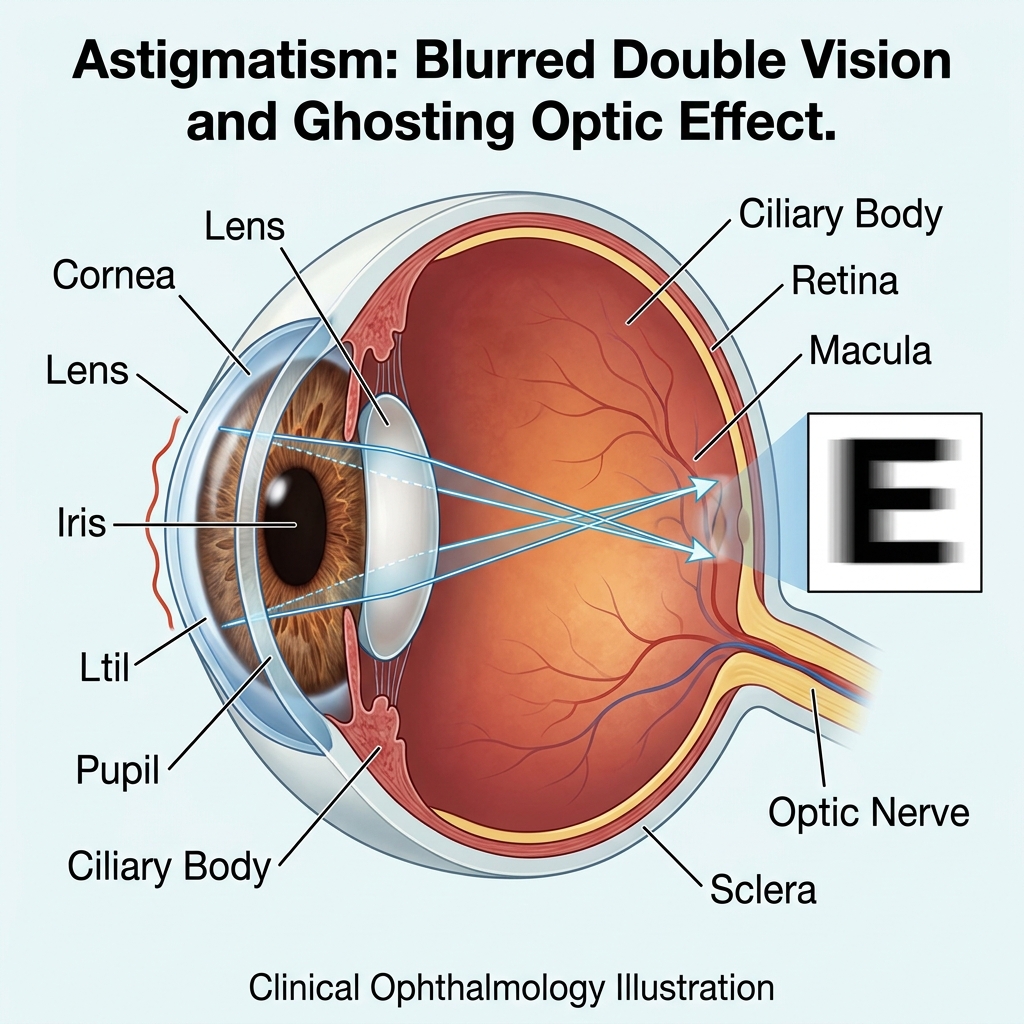 Astigmatism: Blurred Double Vision
and Ghosting Optic Effect.
Lens
Cornea
Lens
Iris
Ltil
Pupil
Ciliary Body
Ciliary Body
Retina
Macula
E
Optic Nerve
Sclera
Clinical Ophthalmology Illustration